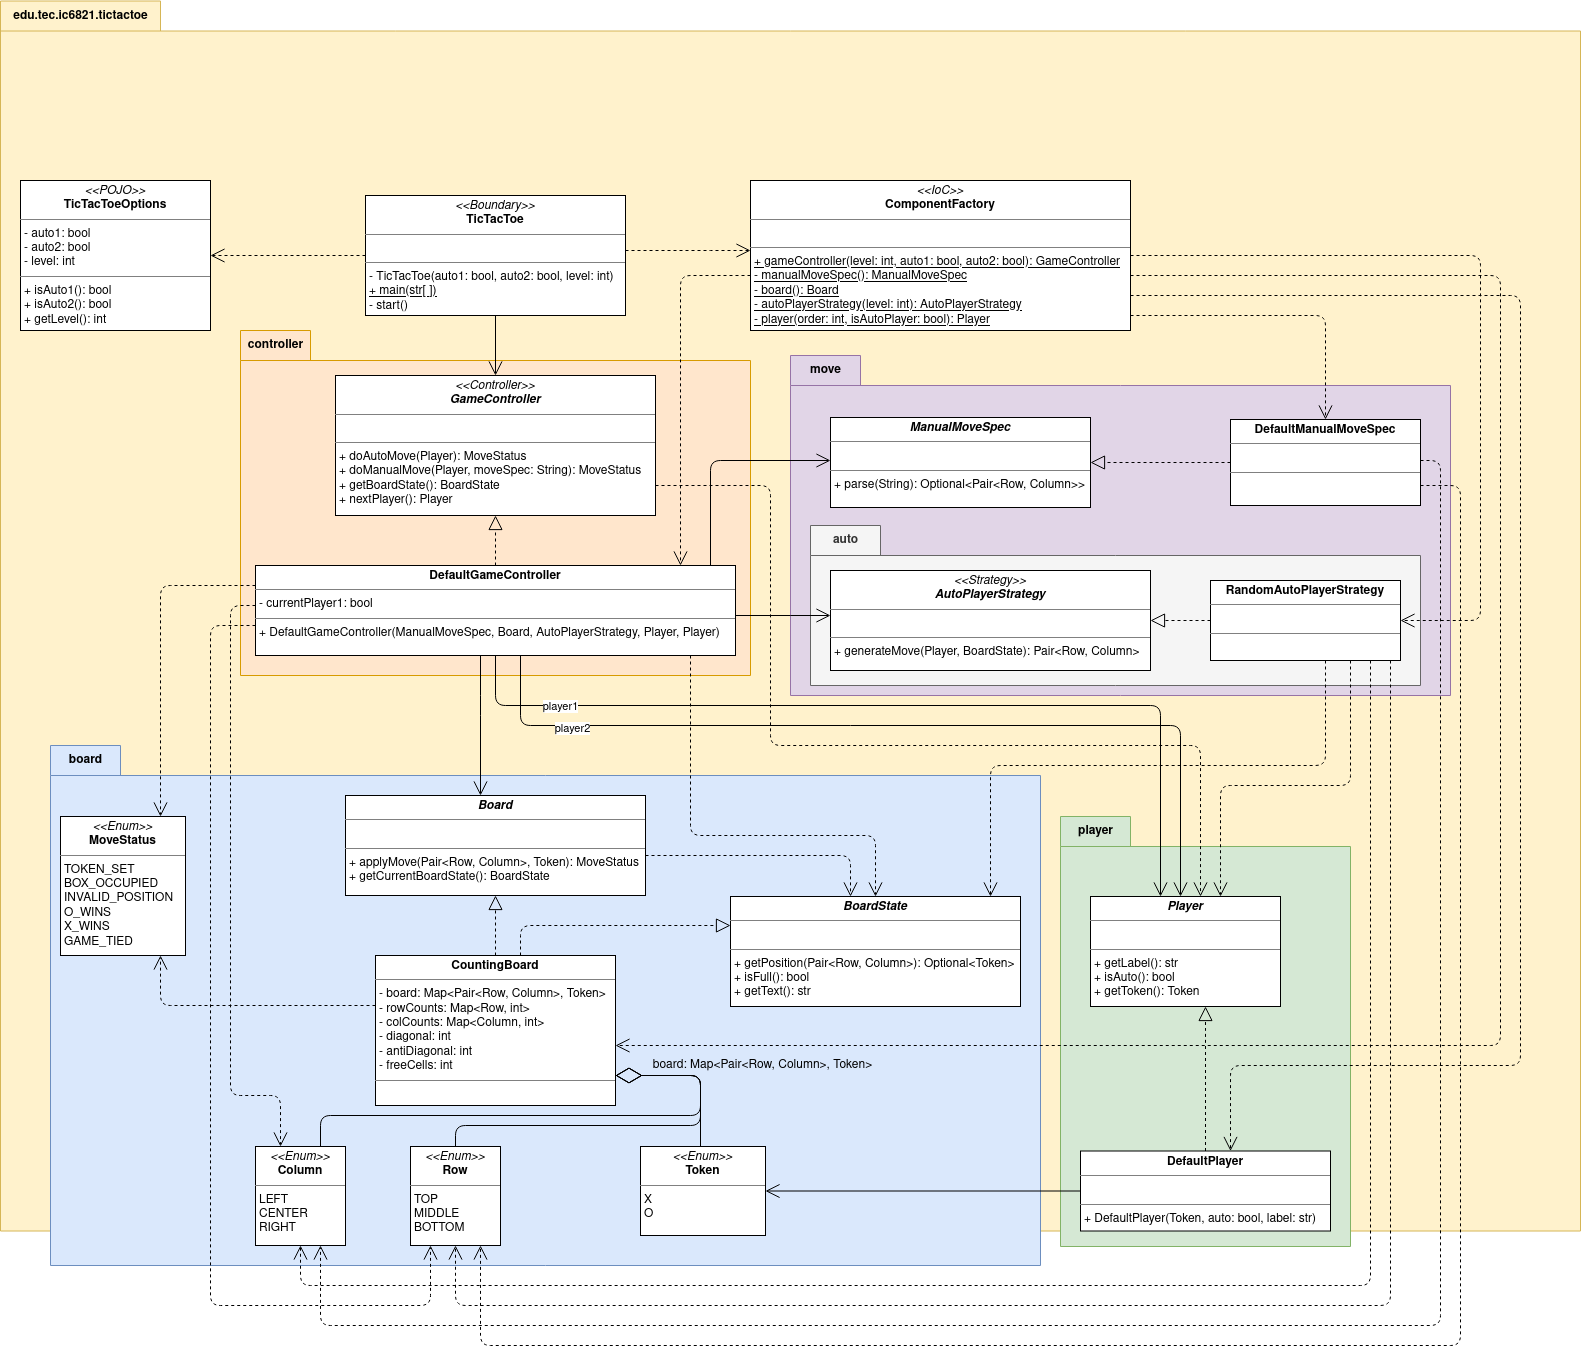 edu.tec.ic6821.tictactoe
<<POJO>>
TicTacToeOptions
- auto1: bool
- auto2: bool
- level: int
+ isAuto1(): bool
+ isAuto2(): bool
+ getLevel(): int
<<Boundary>>
TicTacToe
- TicTacToe(auto1: bool, auto2: bool, level: int)
+ main(str[ ])
- start()
<<IoC>>
ComponentFactory
+ gameController(level: int, auto1: bool, auto2: bool): GameController
- manualMoveSpec(): ManualMoveSpec
- board(): Board
- autoPlayerStrategy(level: int): AutoPlayerStrategy
- player(order: int, isAutoPlayer: bool): Player
controller
<<Controller>>
GameController
+ doAutoMove(Player): MoveStatus
+ doManualMove(Player, moveSpec: String): MoveStatus
+ getBoardState(): BoardState
+ nextPlayer(): Player
DefaultGameController
- currentPlayer1: bool
+ DefaultGameController(ManualMoveSpec, Board, AutoPlayerStrategy, Player, Player)
move
ManualMoveSpec
+ parse(String): Optional<Pair<Row, Column>>
DefaultManualMoveSpec
auto
<<Strategy>>
AutoPlayerStrategy
+ generateMove(Player, BoardState): Pair<Row, Column>
RandomAutoPlayerStrategy
player1
player2
board
<<Enum>>
MoveStatus
TOKEN_SET
BOX_OCCUPIED
INVALID_POSITION
O_WINS
X_WINS
GAME_TIED
Board
+ applyMove(Pair<Row, Column>, Token): MoveStatus
+ getCurrentBoardState(): BoardState
BoardState
+ getPosition(Pair<Row, Column>): Optional<Token>
+ isFull(): bool
+ getText(): str
CountingBoard
- board: Map<Pair<Row, Column>, Token>
- rowCounts: Map<Row, int>
- colCounts: Map<Column, int>
- diagonal: int
- antiDiagonal: int
- freeCells: int
board: Map<Pair<Row, Column>, Token>
<<Enum>>
Column
LEFT
CENTER
RIGHT
<<Enum>>
Row
TOP
MIDDLE
BOTTOM
<<Enum>>
Token
X
O
player
Player
+ getLabel(): str
+ isAuto(): bool
+ getToken(): Token
DefaultPlayer
+ DefaultPlayer(Token, auto: bool, label: str)